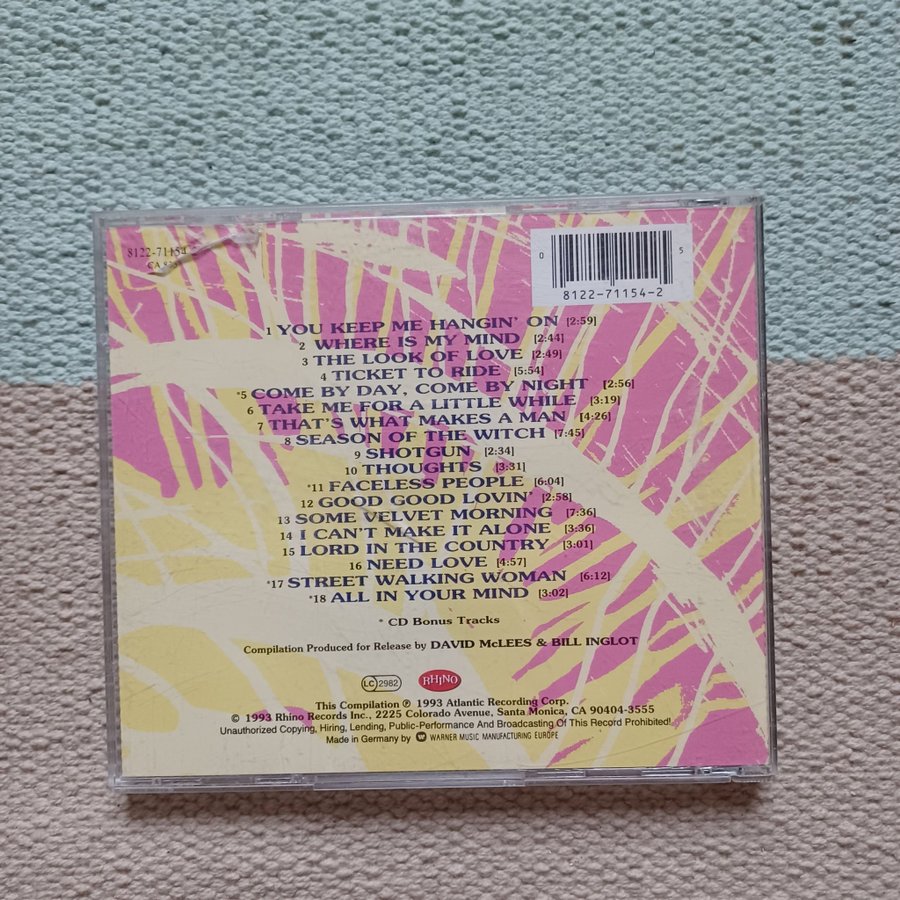 8122-71154
0
5
8122-71154-2
1 YOU KEEP ME HANGIN' ON [2:59]
2 WHERE IS MY MIND [2:44]
3 THE LOOK OF LOVE [2:49]
4 TICKET TO RIDE [5:54]
*5 COME BY DAY, COME BY NIGHT [2:56]
6 TAKE ME FOR A LITTLE WHILE [3:19]
7 THAT'S WHAT MAKES A MAN [4:26]
8 SEASON OF THE WITCH [7:45]
9 SHOTGUN [2:34]
10 THOUGHTS [3:31]
*11 FACELESS PEOPLE [6:04]
12 GOOD GOOD LOVIN' [2:58]
13 SOME VELVET MORNING [7:36]
14 I CAN'T MAKE IT ALONE [3:36]
15 LORD IN THE COUNTRY [3:01]
16 NEED LOVE [4:57]
*17 STREET WALKING WOMAN [6:12]
*18 ALL IN YOUR MIND [3:02]
* CD Bonus Tracks
Compilation Produced for Release by DAVID McLEES & BILL INGLOT
LC 2982 RHINO
This Compilation ℗ 1993 Atlantic Recording Corp.
© 1993 Rhino Records Inc., 2225 Colorado Avenue, Santa Monica, CA 90404-3555
Unauthorized Copying, Hiring, Lending, Public-Performance And Broadcasting Of This Record Prohibited!
Made in Germany by WARNER MUSIC MANUFACTURING EUROPE